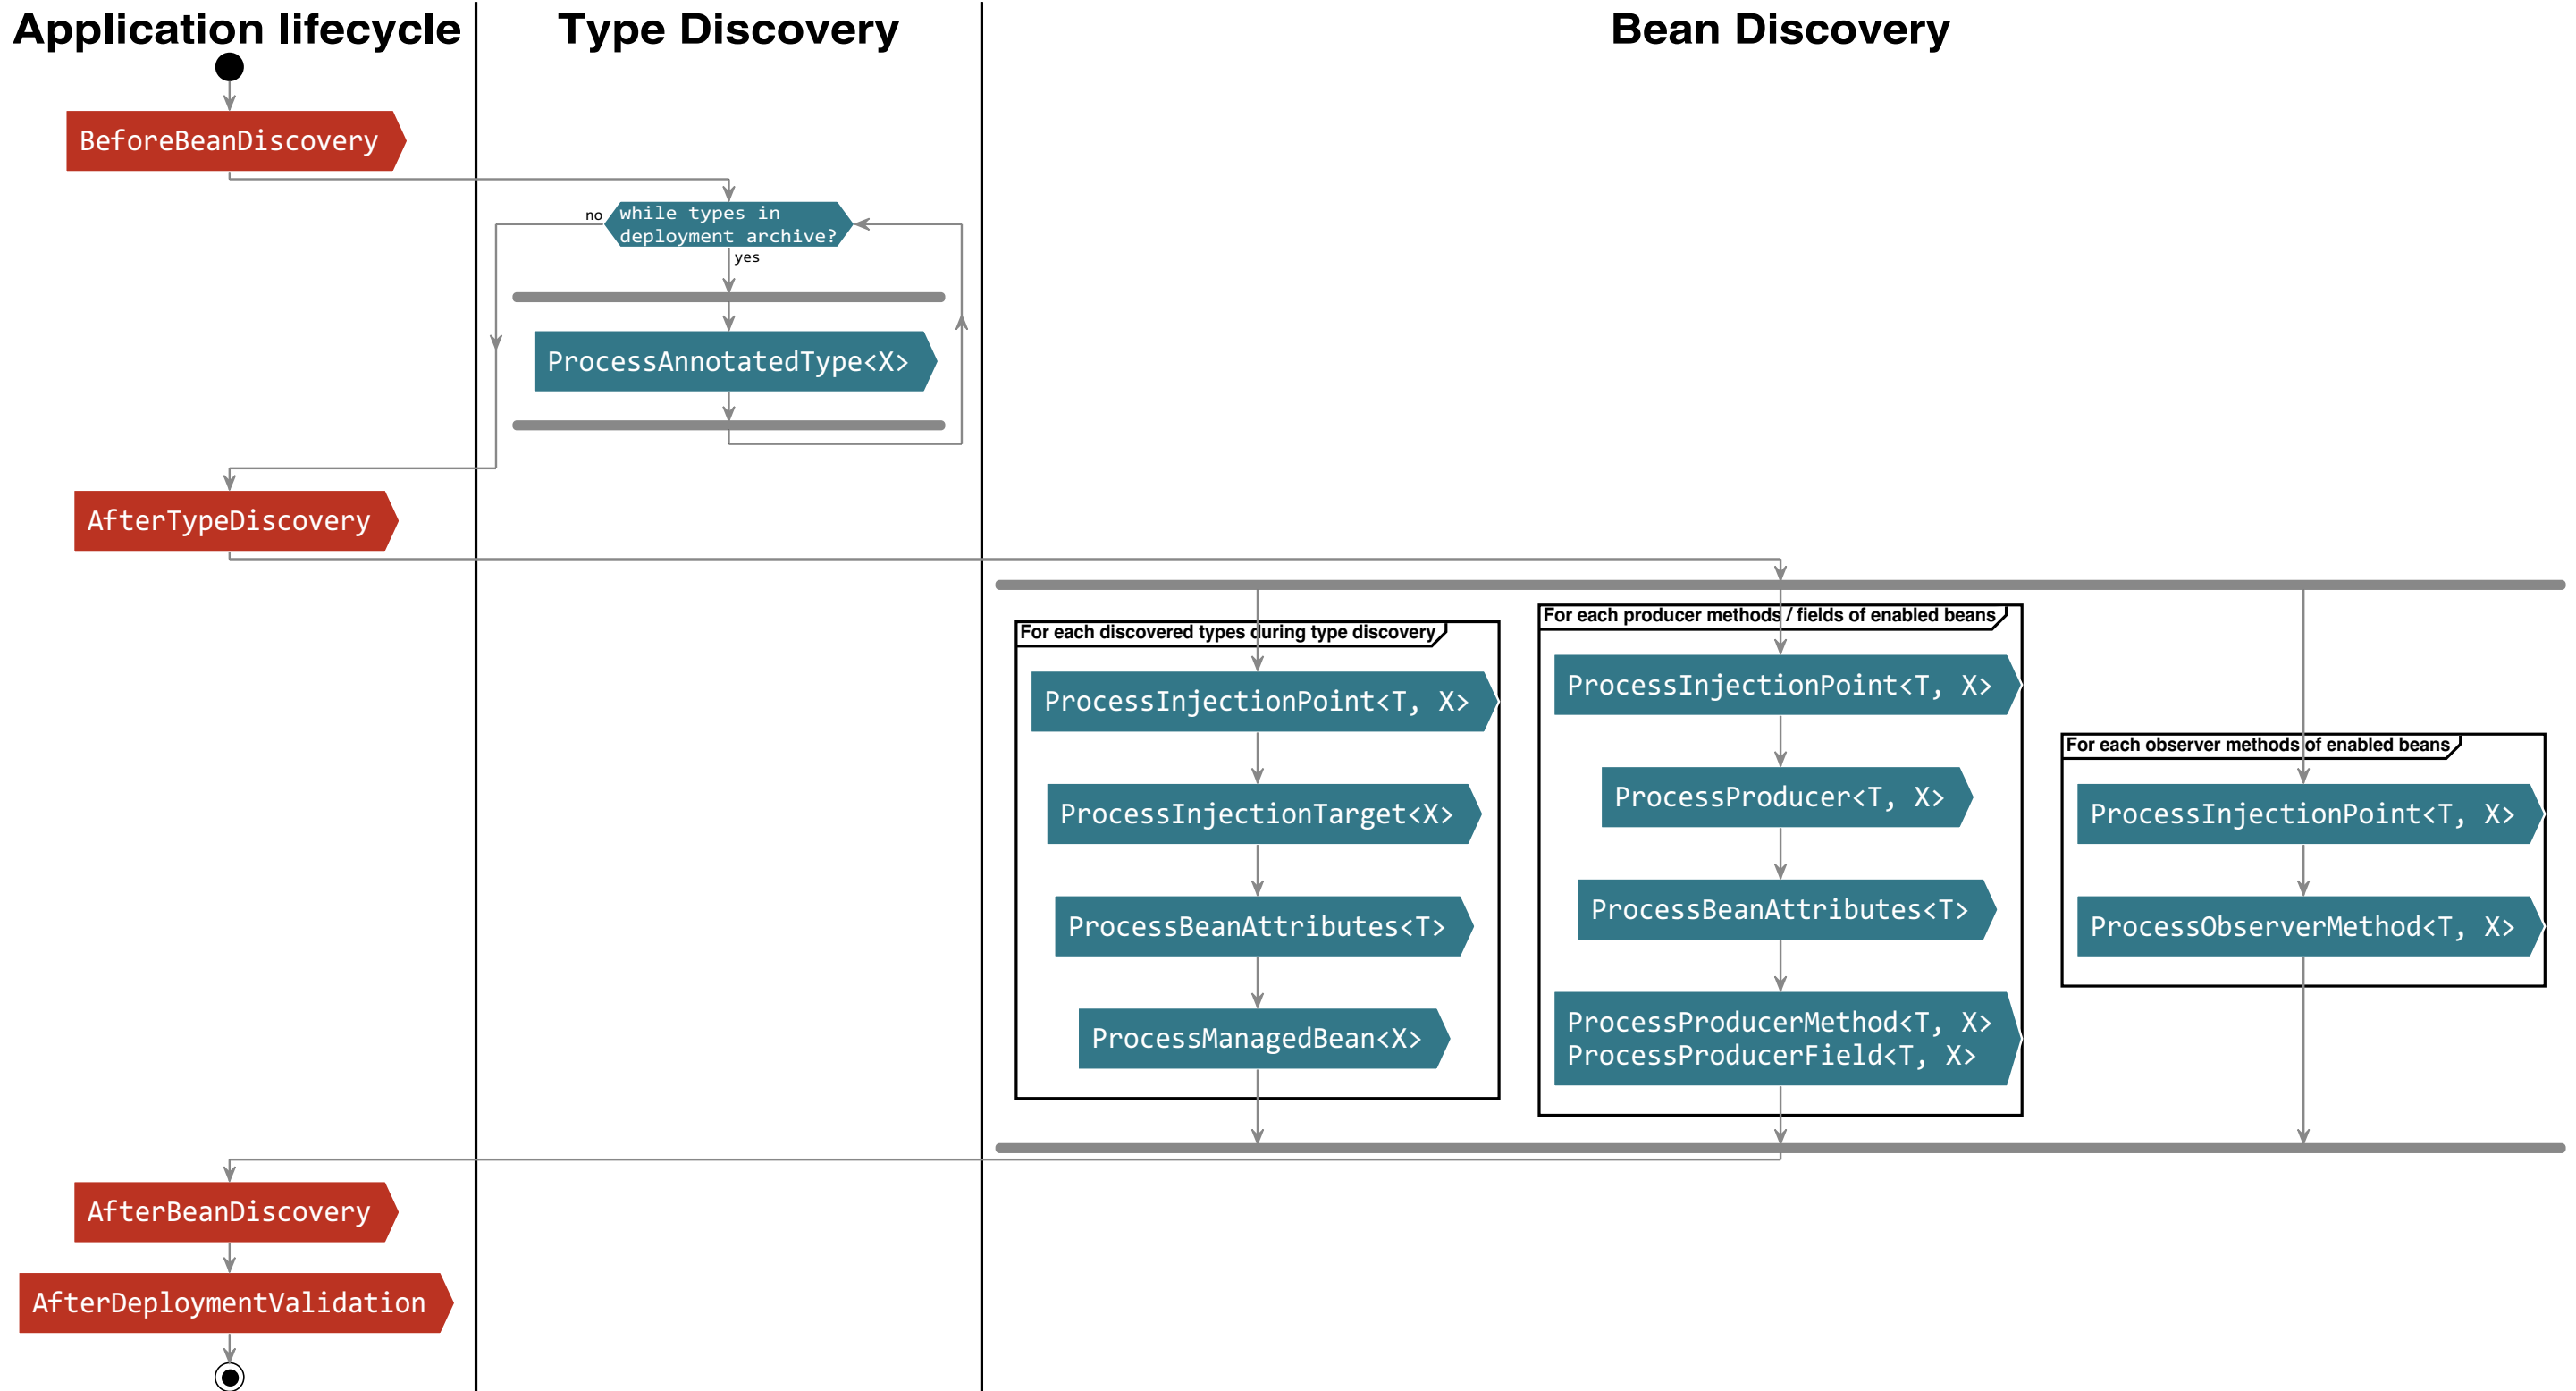 Application lifecycle
Type Discovery
Bean Discovery
BeforeBeanDiscovery
no
while types in
deployment archive?
yes
ProcessAnnotatedType<X>
AfterTypeDiscovery
For each discovered types during type discovery
ProcessInjectionPoint<T, X>
ProcessInjectionTarget<X>
ProcessBeanAttributes<T>
ProcessManagedBean<X>
For each producer methods / fields of enabled beans
ProcessInjectionPoint<T, X>
ProcessProducer<T, X>
ProcessBeanAttributes<T>
ProcessProducerMethod<T, X>
ProcessProducerField<T, X>
For each observer methods of enabled beans
ProcessInjectionPoint<T, X>
ProcessObserverMethod<T, X>
AfterBeanDiscovery
AfterDeploymentValidation